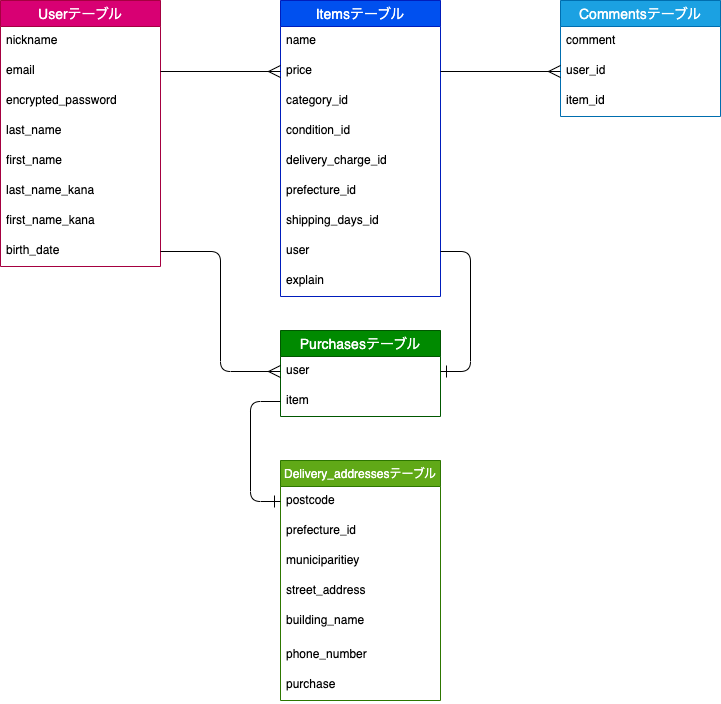 Userテーブル
nickname
email
encrypted_password
last_name
first_name
last_name_kana
first_name_kana
birth_date
Itemsテーブル
name
price
category_id
condition_id
delivery_charge_id
prefecture_id
shipping_days_id
user
explain
Commentsテーブル
comment
user_id
item_id
Purchasesテーブル
user
item
Delivery_addressesテーブル
postcode
prefecture_id
municiparitiey
street_address
building_name
phone_number
purchase